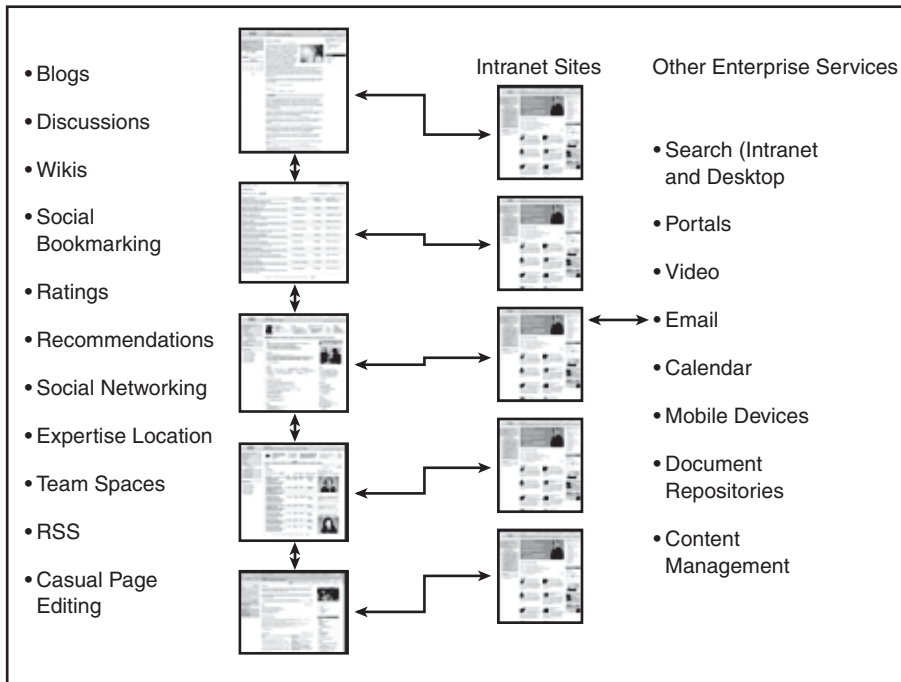 • Blogs
• Discussions
• Wikis
• Social
Bookmarking
• Ratings
• Recommendations
• Social Networking
• Expertise Location
• Team Spaces
• RSS
• Casual Page
Editing
Intranet Sites
Other Enterprise Services
• Search (Intranet
and Desktop
• Portals
• Video
• Email
• Calendar
• Mobile Devices
• Document
Repositories
• Content
Management